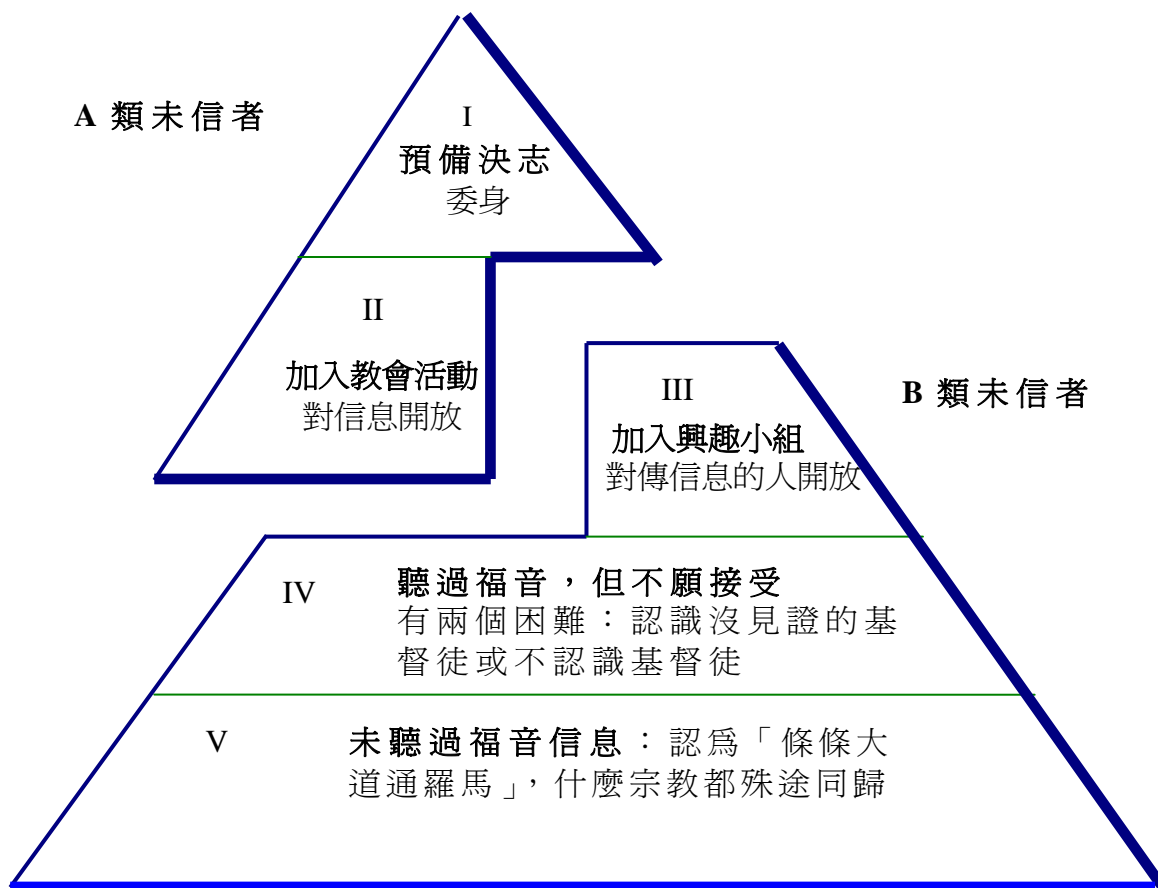 A 類未信者
I
預備決志
委身
II
加入教會活動
對信息開放
B 類未信者
III
加入興趣小組
對傳信息的人開放
IV
聽過福音，但不願接受
有兩個困難：認識沒見證的基
督徒或不認識基督徒
V
未聽過福音信息：認爲「條條大
道通羅馬」，什麼宗教都殊途同歸